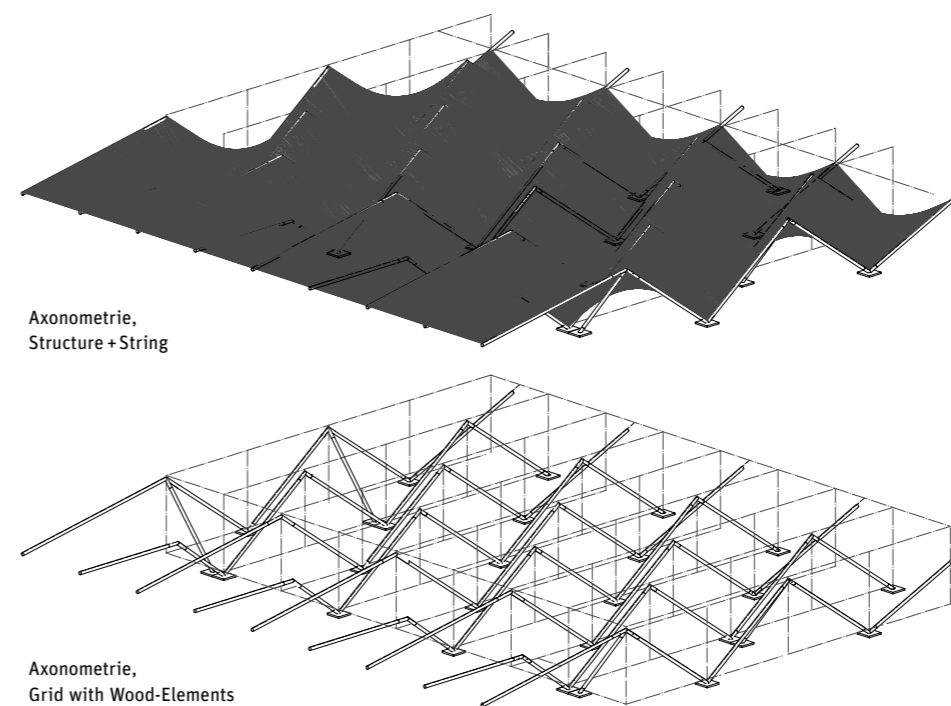 Axonometrie,
Structure + String
Axonometrie,
Grid with Wood-Elements